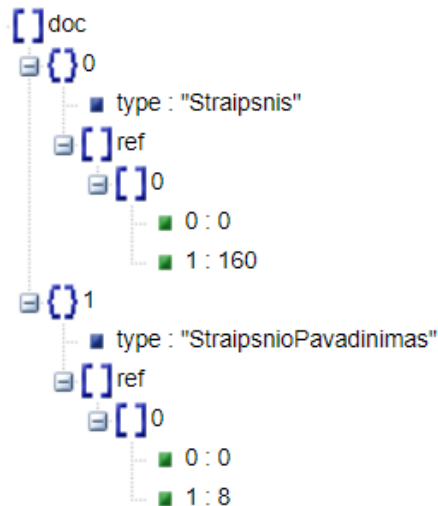 doc
0
type : "Straipsnis"
ref
0
0 : 0
1 : 160
1
type : "StraipsnioPavadinimas"
ref
0
0 : 0
1 : 8